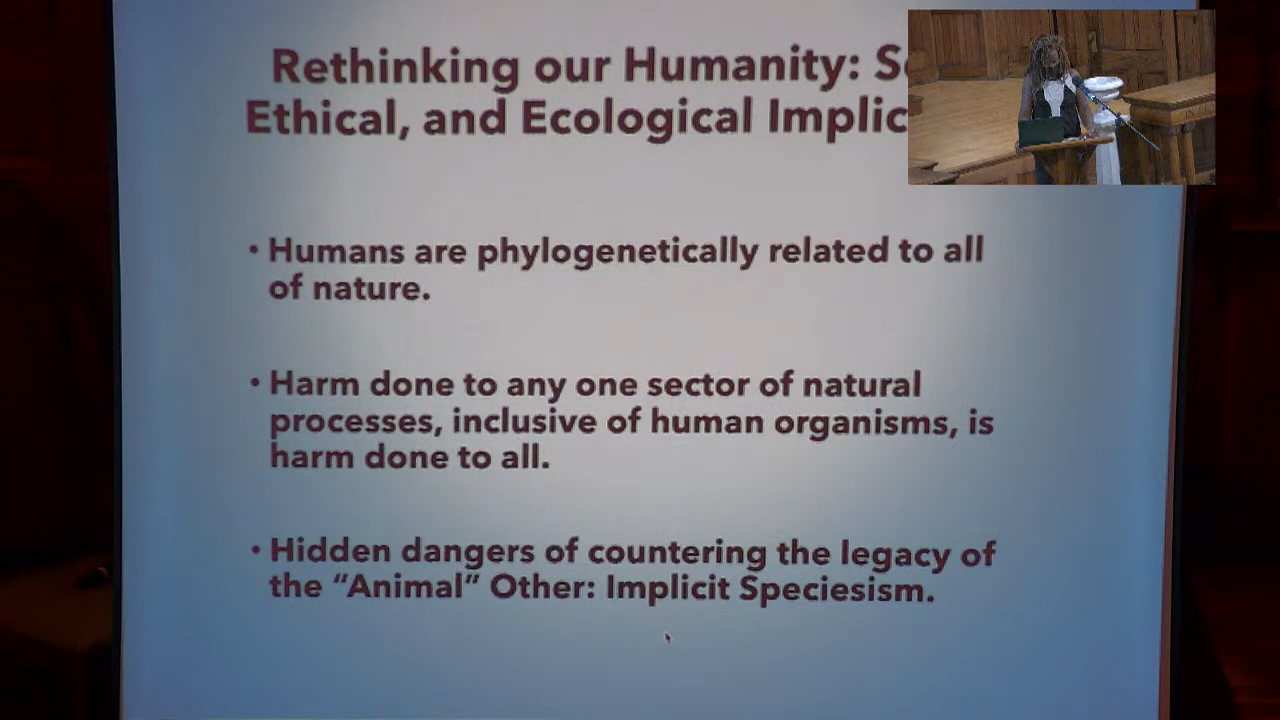 Rethinking our Humanity:
Ethical, and Ecological
• Humans are phylogenetically related to all
of nature.
• Harm done to any one sector of natural
processes, inclusive of human organisms, is
harm done to all.
• Hidden dangers of countering the legacy of
the “Animal” Other: Implicit Speciesism.